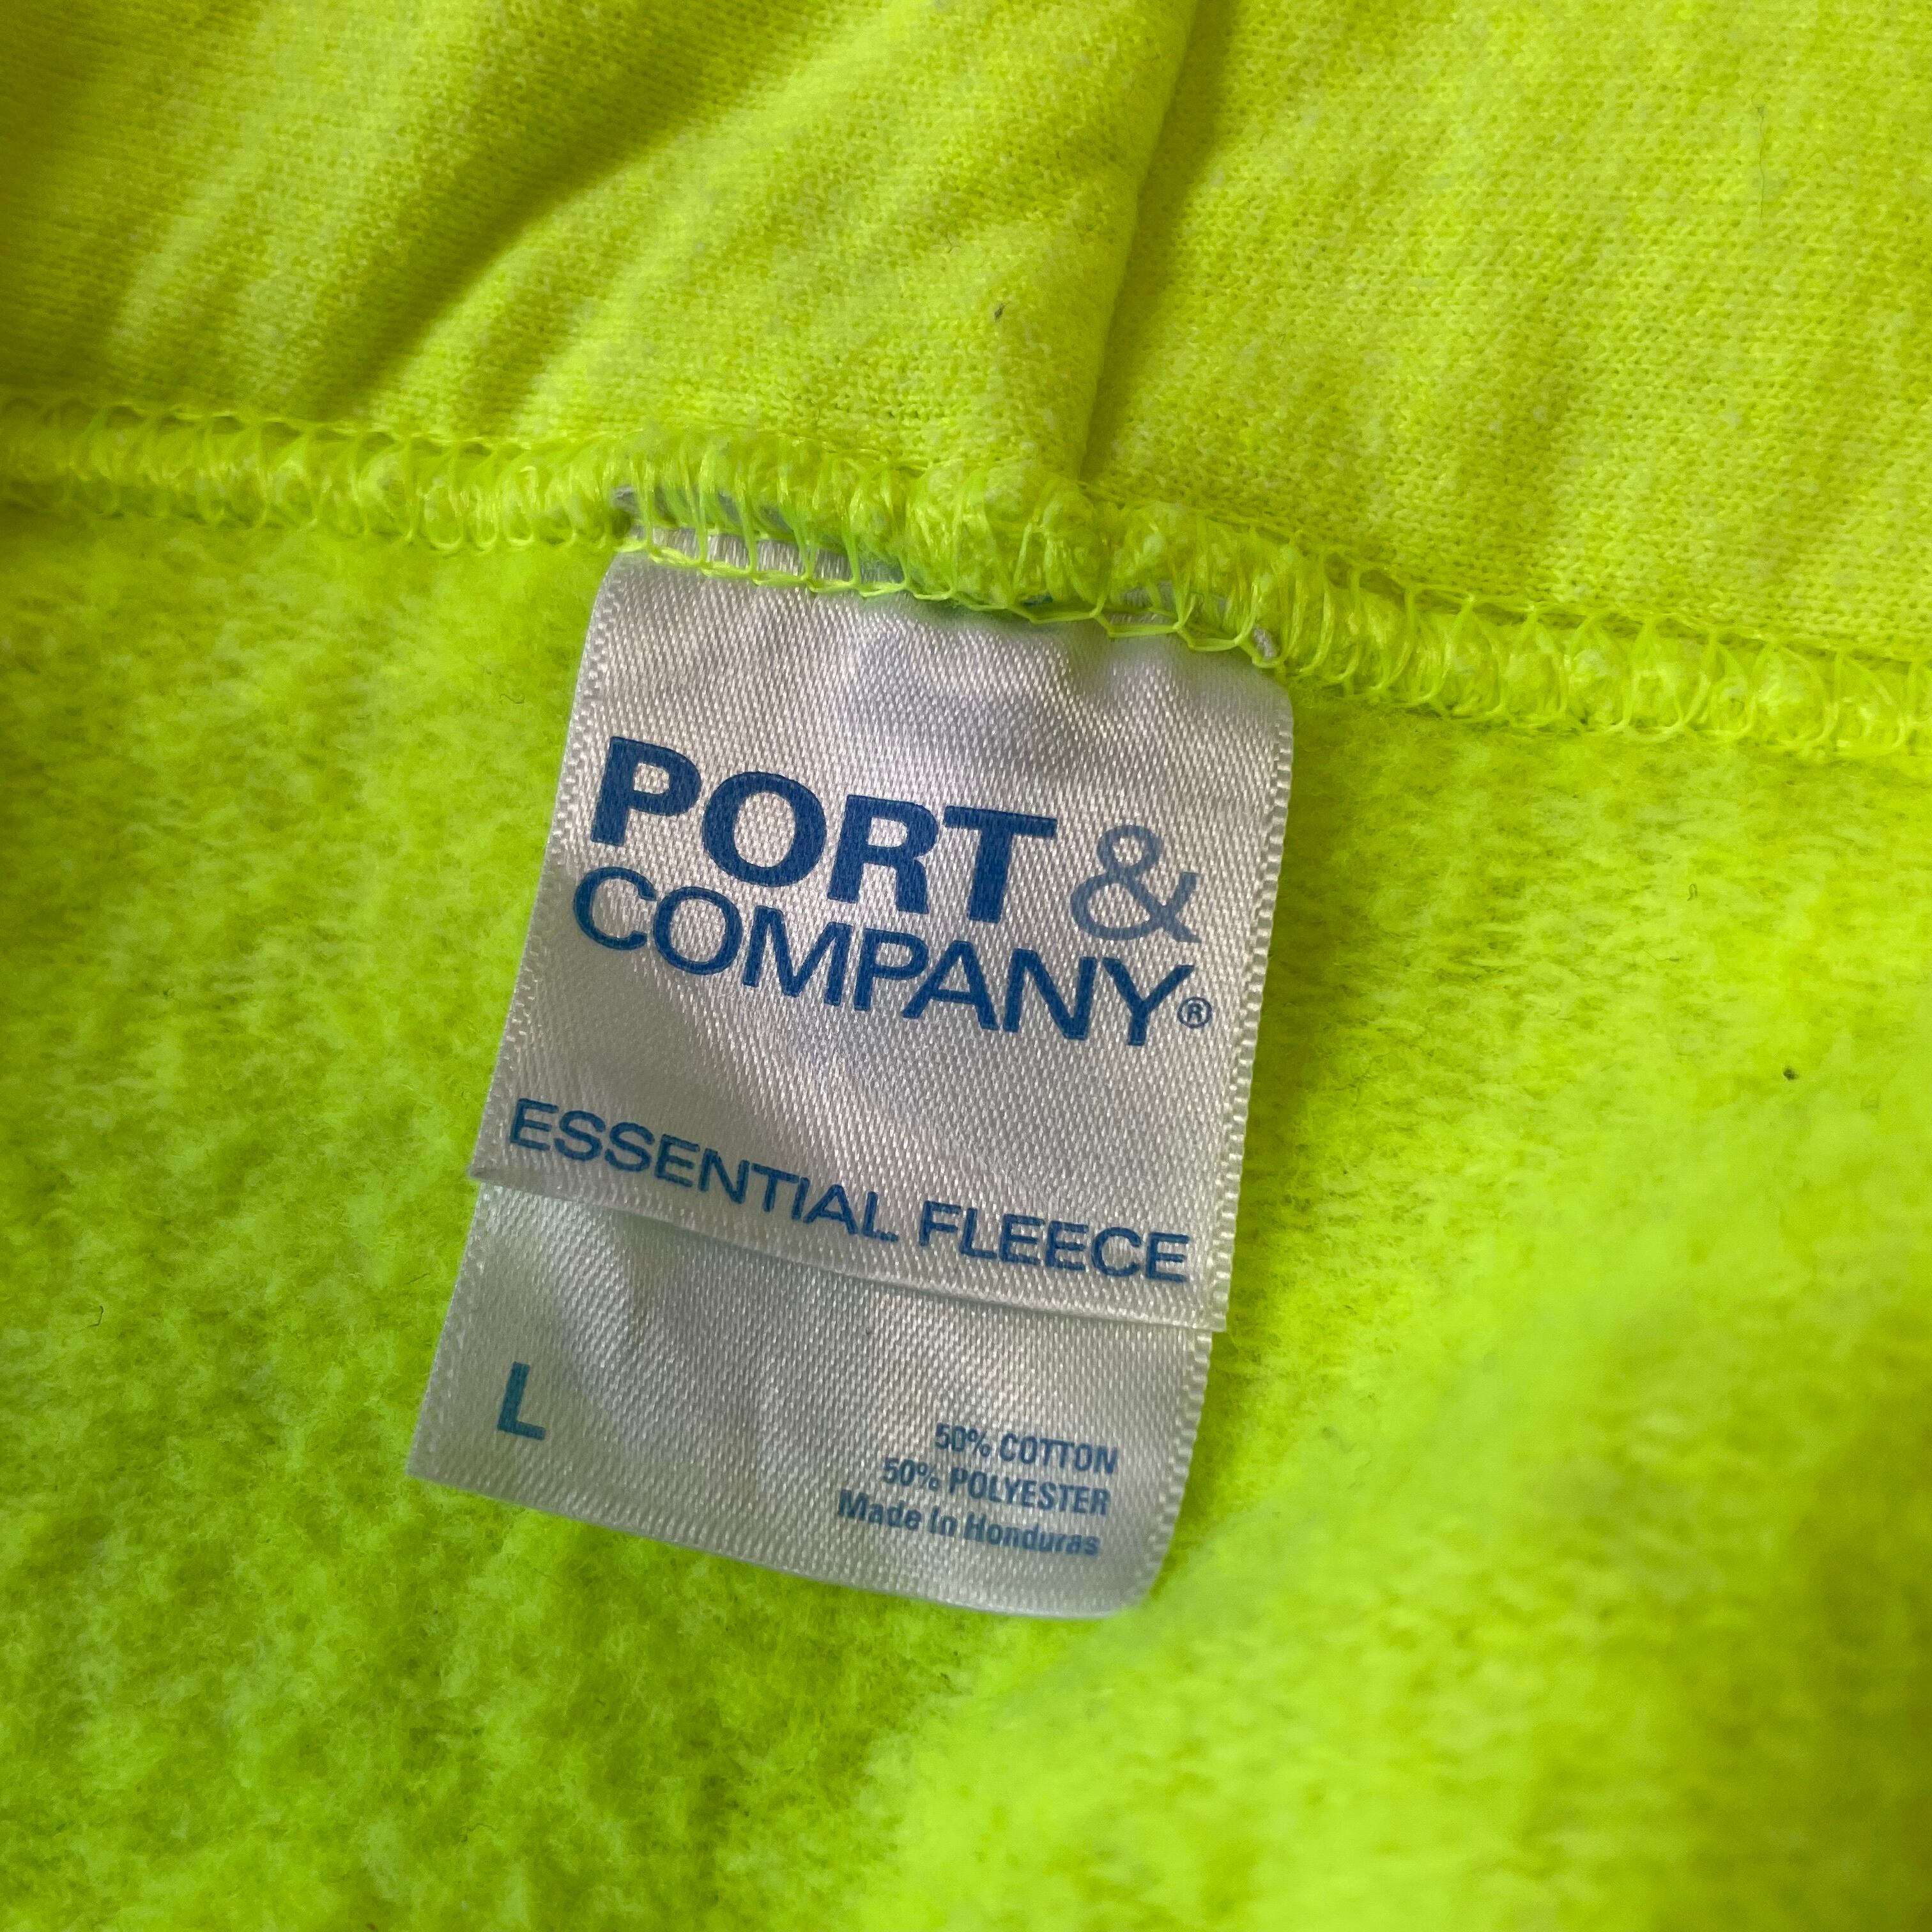 PORT &
COMPANY®
ESSENTIAL FLEECE
L
50% COTTON
50% POLYESTER
Made In Honduras